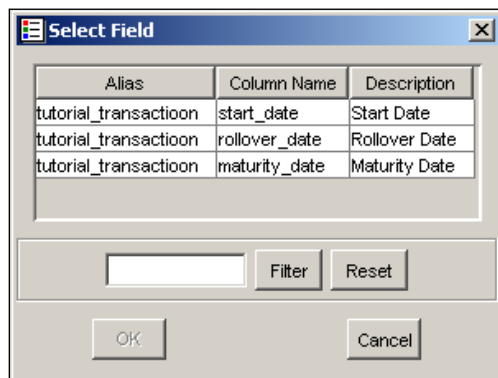 Select Field
Alias Column Name Description
tutorial_transactioon start_date Start Date
tutorial_transactioon rollover_date Rollover Date
tutorial_transactioon maturity_date Maturity Date
Filter Reset
OK Cancel